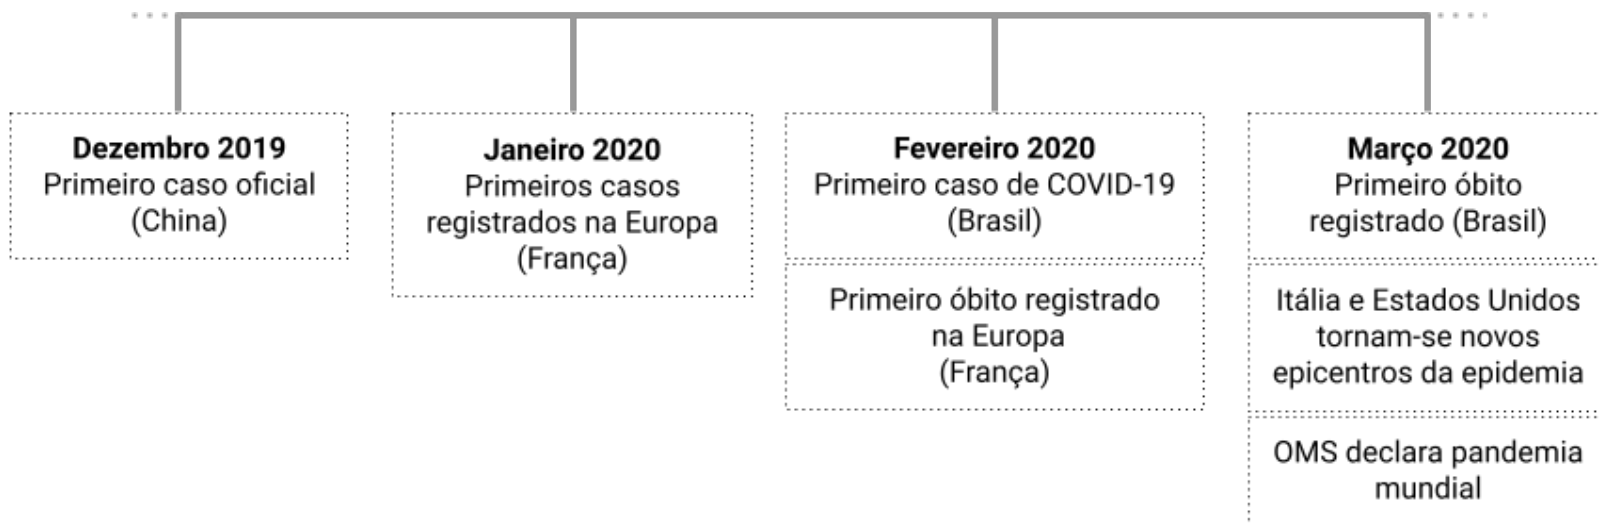 Dezembro 2019
Primeiro caso oficial
(China)
Janeiro 2020
Primeiros casos
registrados na Europa
(França)
Fevereiro 2020
Primeiro caso de COVID-19
(Brasil)
Primeiro óbito registrado
na Europa
(França)
Março 2020
Primeiro óbito
registrado (Brasil)
Itália e Estados Unidos
tornam-se novos
epicentros da epidemia
OMS declara pandemia
mundial